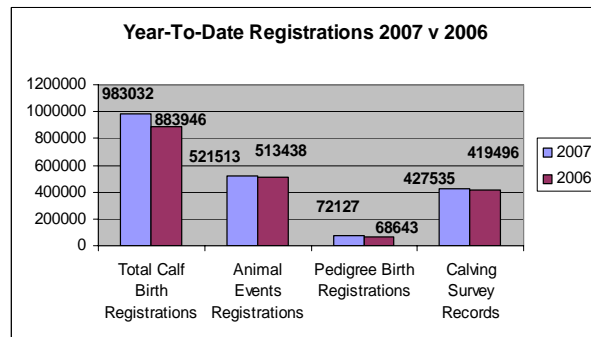 Year-To-Date Registrations 2007 v 2006
1200000
1000000
800000
600000
400000
200000
0
983032
883946
521513
513438
72127
68643
427535
419496
Total Calf
Birth
Registrations
Animal
Events
Registrations
Pedigree Birth
Registrations
Calving
Survey
Records
2007
2006